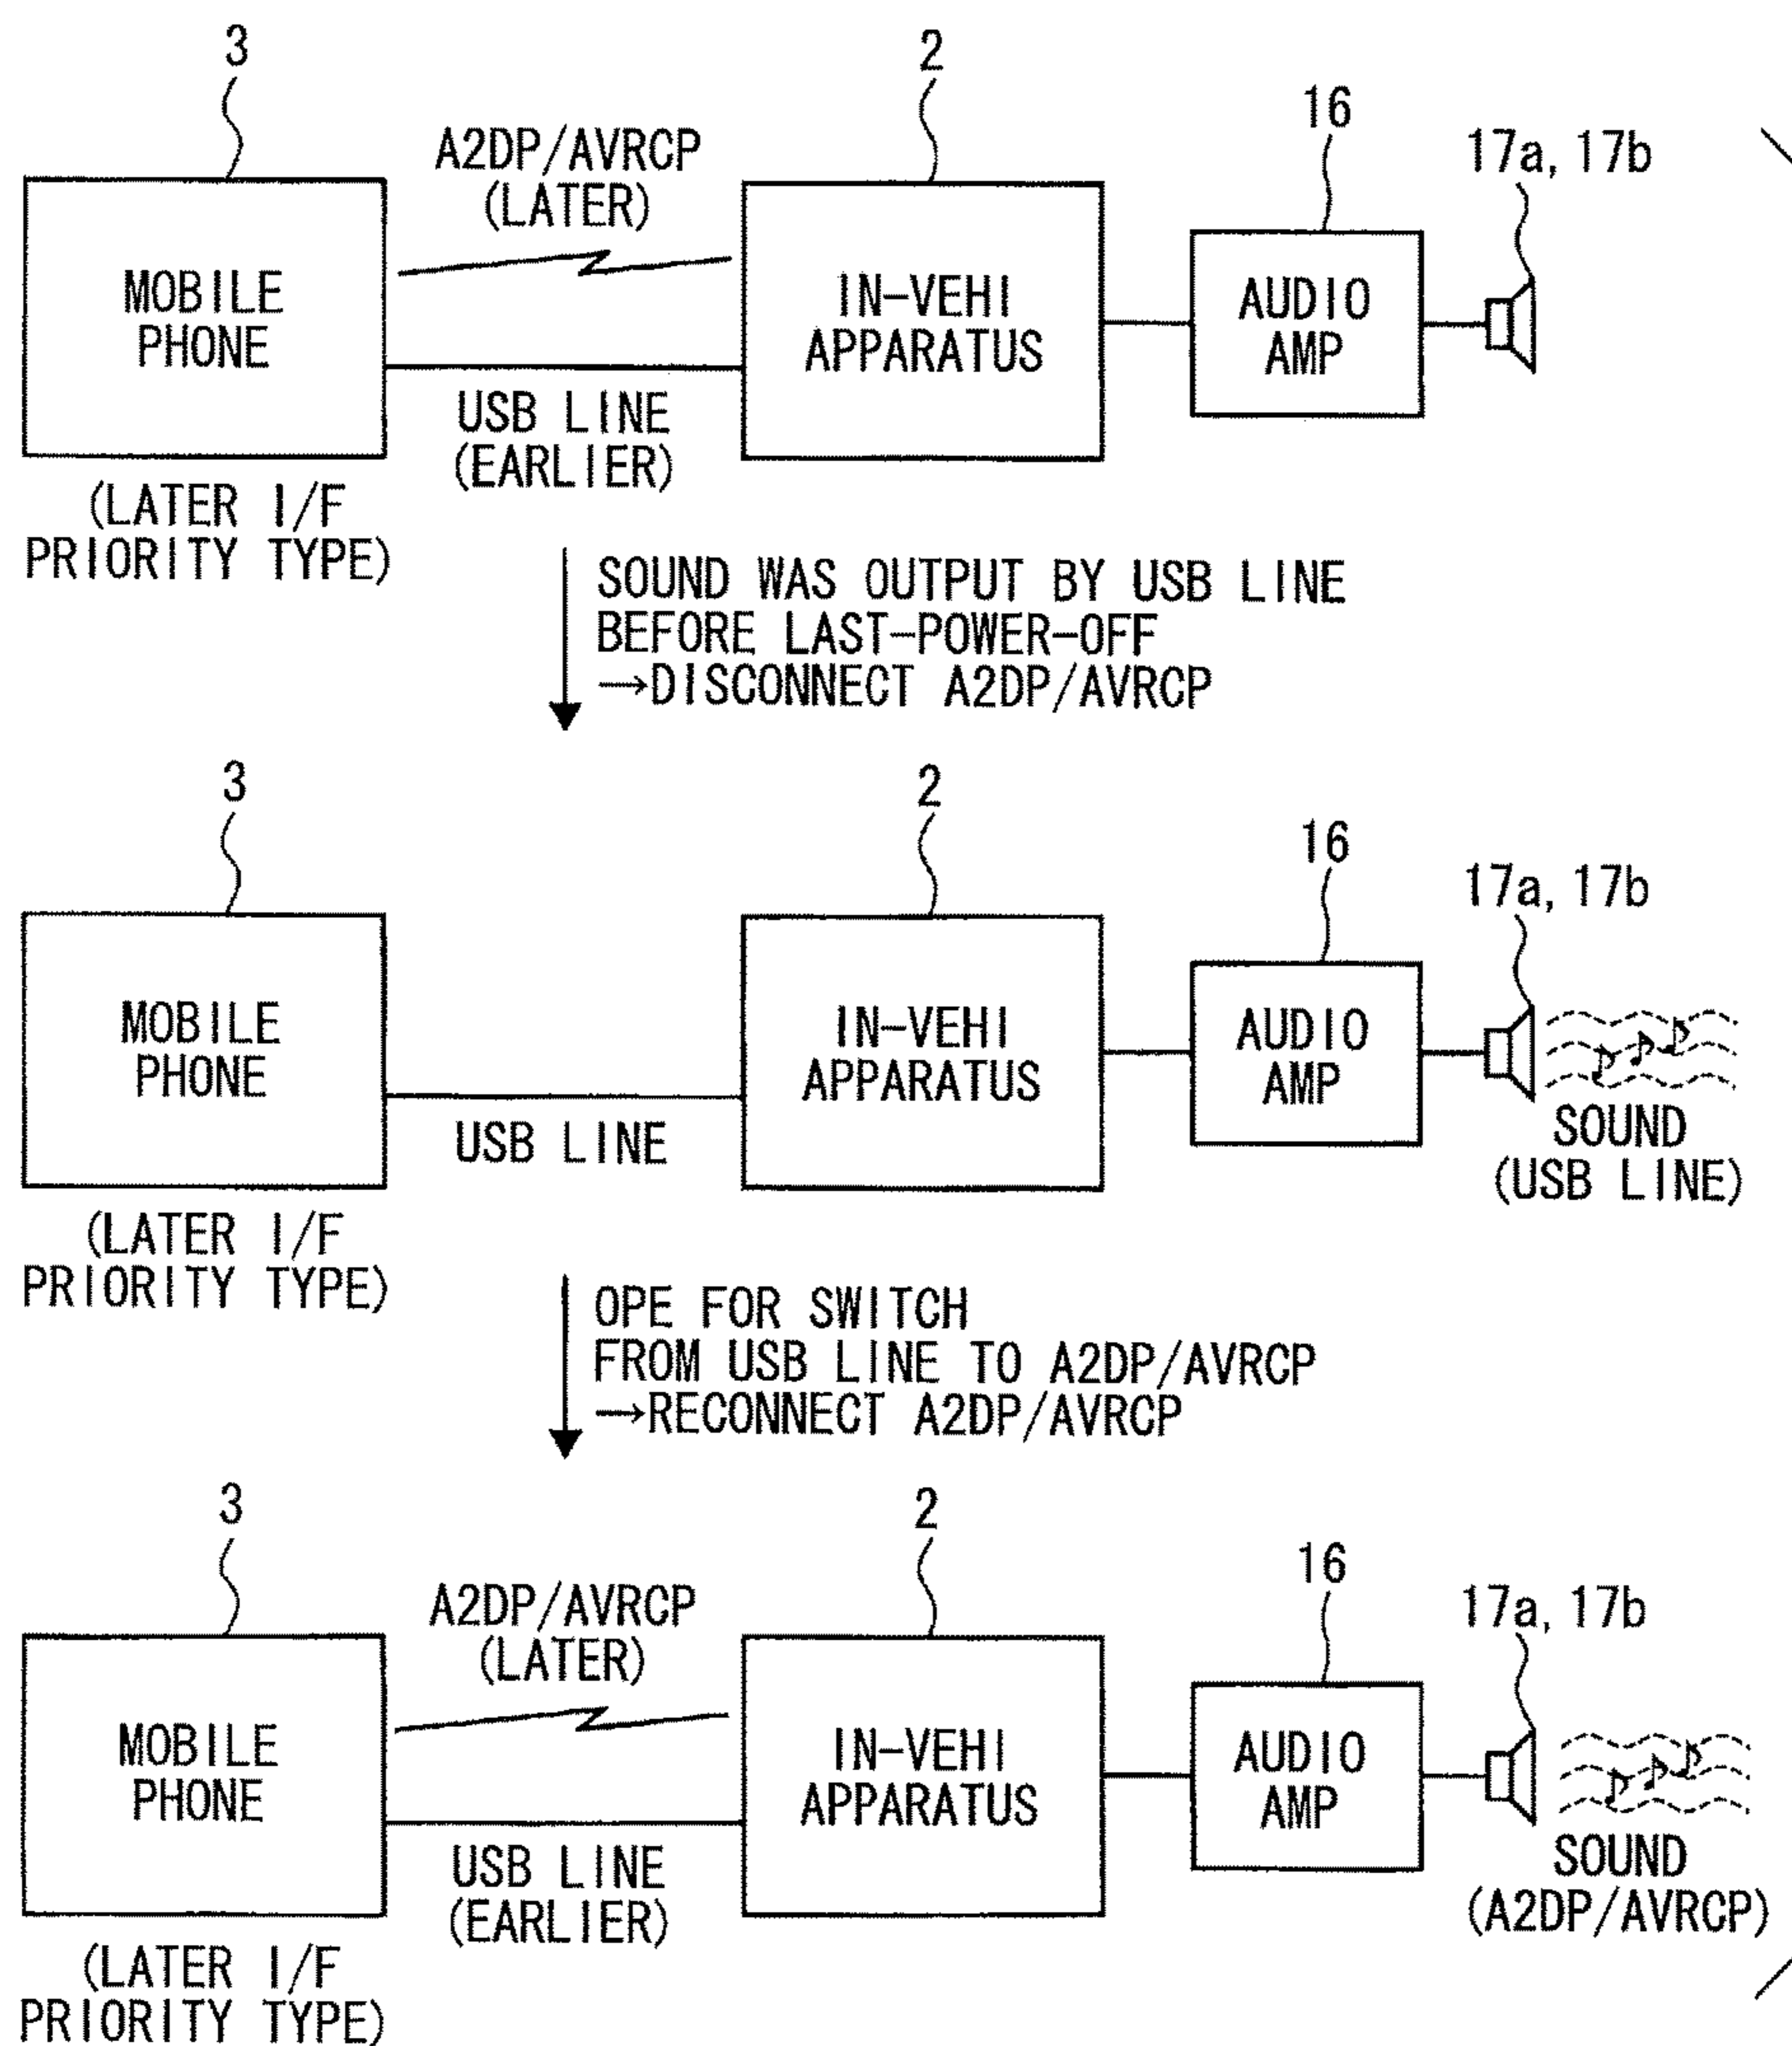 3
2
16
17a, 17b
A2DP/AVRCP
(LATER)
MOBILE
PHONE
IN-VEHI
APPARATUS
AUDIO
AMP
USB LINE
(EARLIER)
(LATER I/F
PRIORITY TYPE)
SOUND WAS OUTPUT BY USB LINE
BEFORE LAST-POWER-OFF
→DISCONNECT A2DP/AVRCP
3
2
16
17a, 17b
MOBILE
PHONE
IN-VEHI
APPARATUS
AUDIO
AMP
USB LINE
SOUND
(USB LINE)
(LATER I/F
PRIORITY TYPE)
OPE FOR SWITCH
FROM USB LINE TO A2DP/AVRCP
→RECONNECT A2DP/AVRCP
3
2
16
17a, 17b
A2DP/AVRCP
(LATER)
MOBILE
PHONE
IN-VEHI
APPARATUS
AUDIO
AMP
USB LINE
(EARLIER)
SOUND
(A2DP/AVRCP)
(LATER I/F
PRIORITY TYPE)